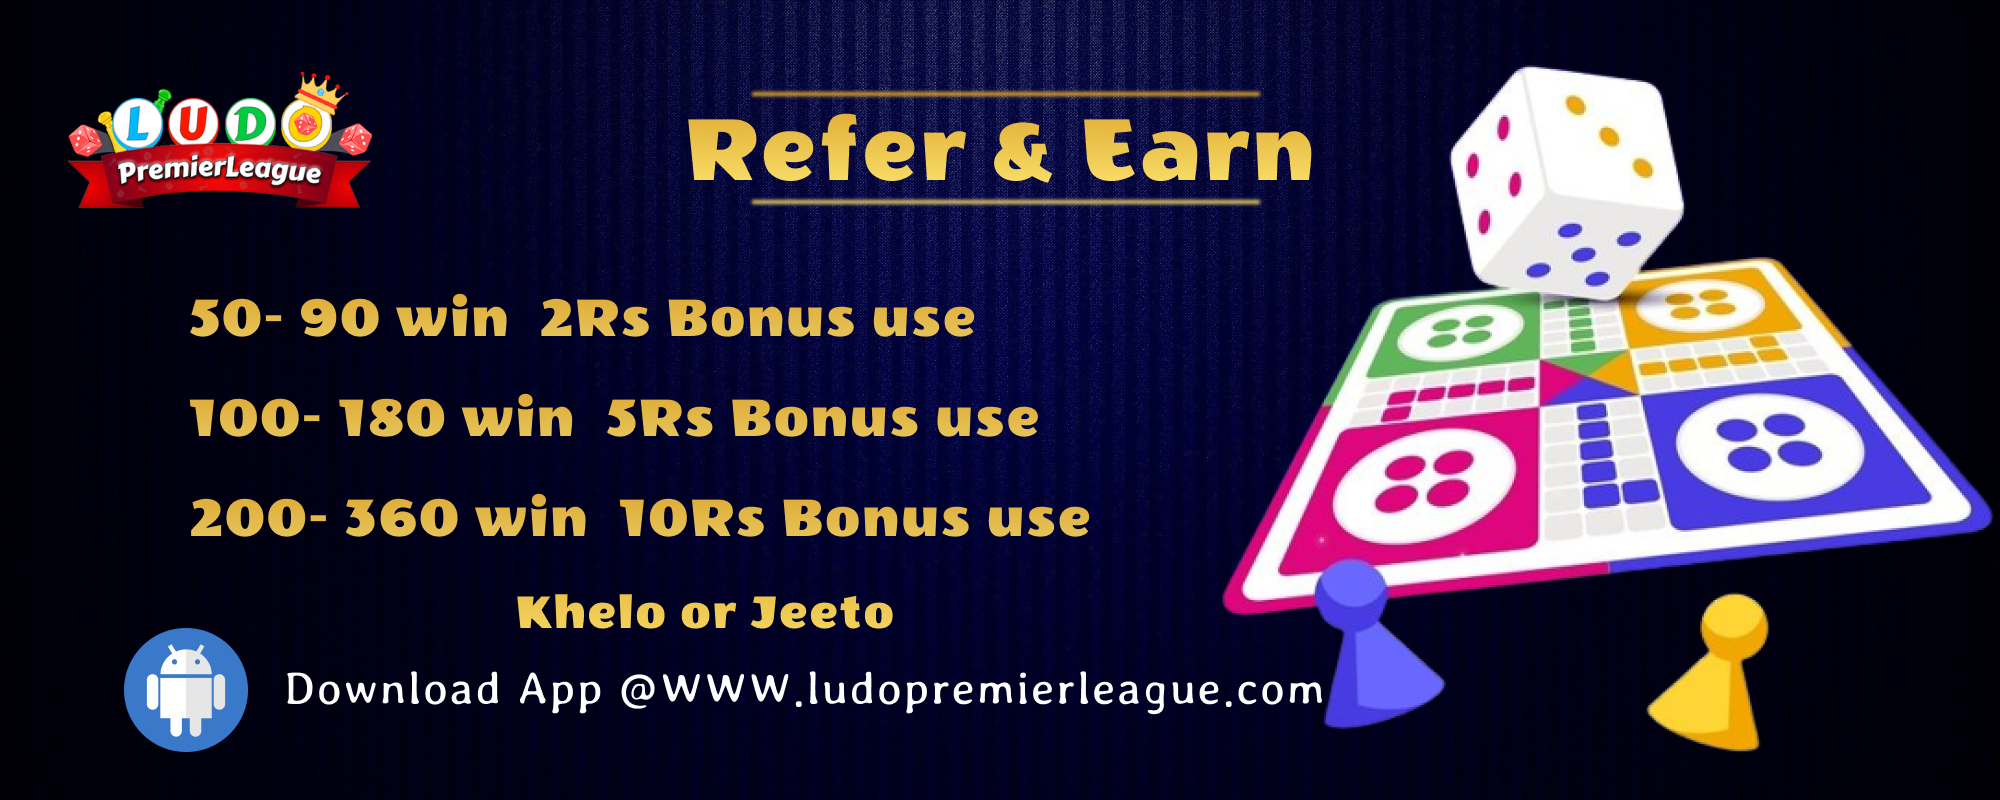 LUDO
PremierLeague
Refer & Earn
50- 90 win 2Rs Bonus use
100- 180 win 5Rs Bonus use
200- 360 win 10Rs Bonus use
Khelo or Jeeto
Download App @WWW.ludopremierleague.com